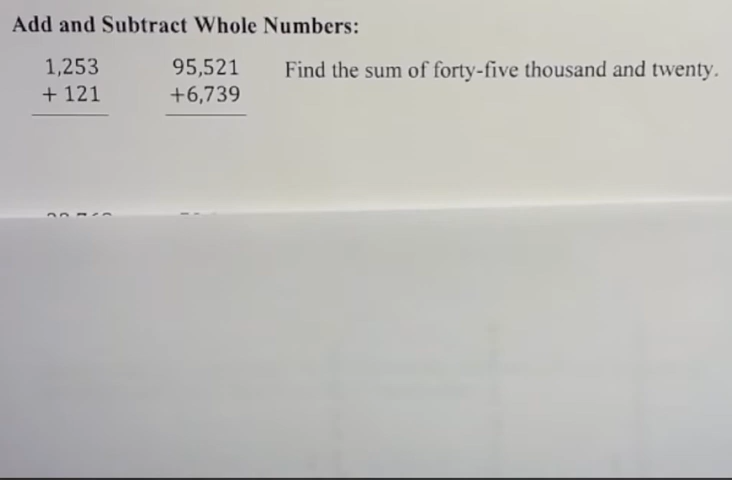 Add and Subtract Whole Numbers:
1,253 95,521 Find the sum of forty-five thousand and twenty.
+ 121 +6,739